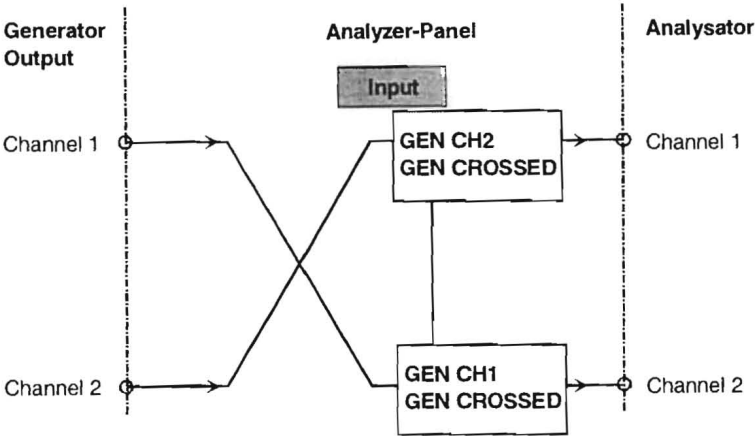 Generator
Output
Analyzer-Panel
Analysator
Input
Channel 1
GEN CH2
GEN CROSSED
Channel 1
Channel 2
GEN CH1
GEN CROSSED
Channel 2